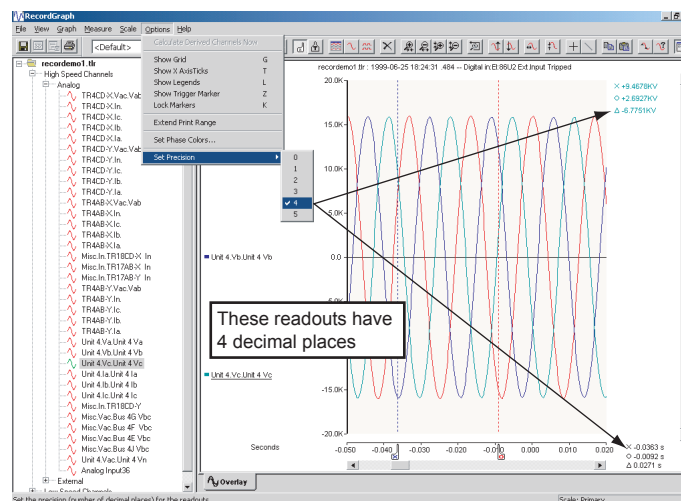 RecordGraph
File View Graph Measure Scale Options Help
<Default>
Calculate Derived Channels Now
Show Grid G
Show X AxisTicks T
Show Legends L
Show Trigger Marker Z
Lock Markers K
Extend Print Range
Set Phase Colors...
Set Precision
0
1
2
3
4
5
recordemo1.tlr
High Speed Channels
Analog
TR4CD-X.Vac.Vab
TR4CD-X.In.
TR4CD-X.Ic.
TR4CD-X.Ib.
TR4CD-X.Ia.
TR4CD-Y.Vac.Vab
TR4CD-Y.In.
TR4CD-Y.Ic.
TR4CD-Y.Ib.
TR4CD-Y.Ia.
TR4AB-X.Vac.Vab
TR4AB-X.In.
TR4AB-X.Ic.
TR4AB-X.Ib.
TR4AB-X.Ia.
Misc.In.TR18CD-X In
Misc.In.TR17AB-X In
Misc.In.TR17AB-Y In
TR4AB-Y.Vac.Vab
TR4AB-Y.In.
TR4AB-Y.Ic.
TR4AB-Y.Ib.
TR4AB-Y.Ia.
Unit 4.Va.Unit 4 Va
Unit 4.Vb.Unit 4 Vb
Unit 4.Vc.Unit 4 Vc
Unit 4.Ia.Unit 4 Ia
Unit 4.Ib.Unit 4 Ib
Unit 4.Ic.Unit 4 Ic
Misc.In.TR18CD-Y
Misc.Vac.Bus 4G Vbc
Misc.Vac.Bus 4F Vbc
Misc.Vac.Bus 4E Vbc
Misc.Vac.Bus 4J Vbc
Unit 4.Vac.Unit 4 Vn
Analog Input36
External
Low Speed Channels
recordemo1.tlr : 1999-06-25 18:24:31 .484 -- Digital in:El:86U2 Ext.Input Tripped
20.0K
15.0K
10.0K
5.0K
0.0
-15.0K
-20.0K
× +9.4678KV
○ +2.6927KV
Δ -6.7751KV
Unit 4.Vb.Unit 4 Vb
Unit 4.Vc.Unit 4 Vc
These readouts have
4 decimal places
Seconds
-0.050 -0.040 -0.030 -0.020 -0.010 0.000 0.010 0.020
× -0.0363 s
○ -0.0092 s
Δ 0.0271 s
Overlay
Set the precision (number of decimal places) for the readouts
Scale: Primary